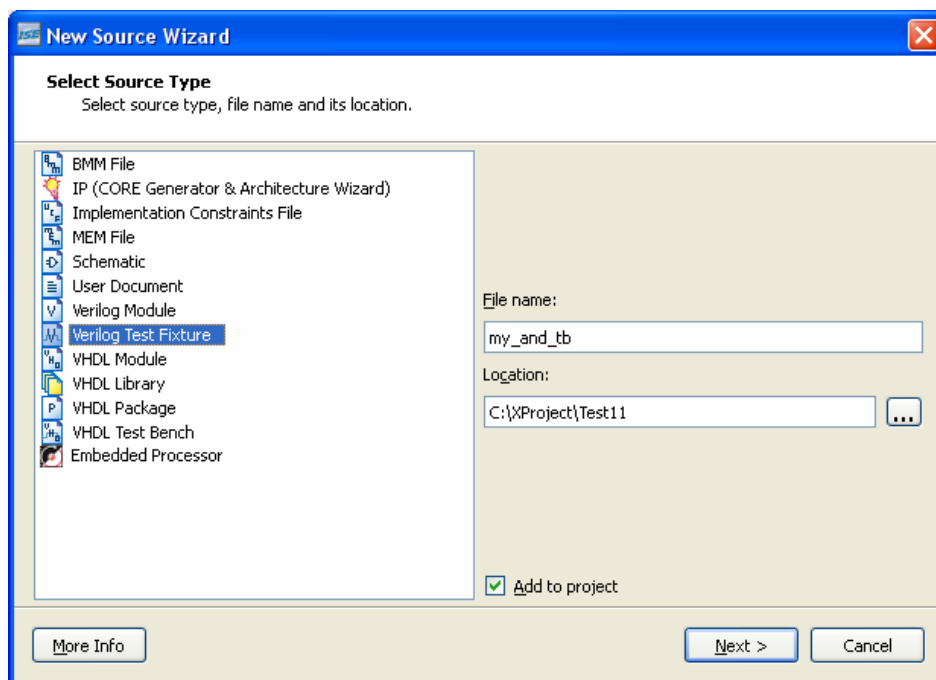 ISE New Source Wizard
Select Source Type
Select source type, file name and its location.
BMM File
IP (CORE Generator & Architecture Wizard)
Implementation Constraints File
MEM File
Schematic
User Document
Verilog Module
Verilog Test Fixture
VHDL Module
VHDL Library
VHDL Package
VHDL Test Bench
Embedded Processor
File name:
my_and_tb
Location:
C:\XProject\Test11
...
Add to project
More Info
Next >
Cancel